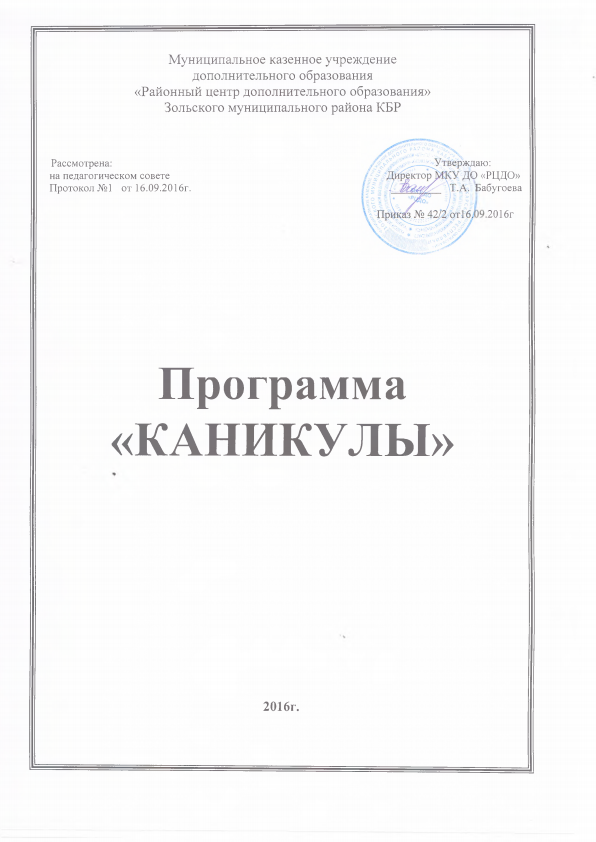 Муниципальное казенное учреждение
дополнительного образования
«Районный центр дополнительного образования»
Зольского муниципального района КБР
Рассмотрена:
на педагогическом совете
Протокол №1 от 16.09.2016г.
Утверждаю:
Директор МКУ ДО «РЦДО»
Т.А. Бабугоева
Приказ № 42/2 от16.09.2016г
Программа
«КАНИКУЛЫ»
2016г.